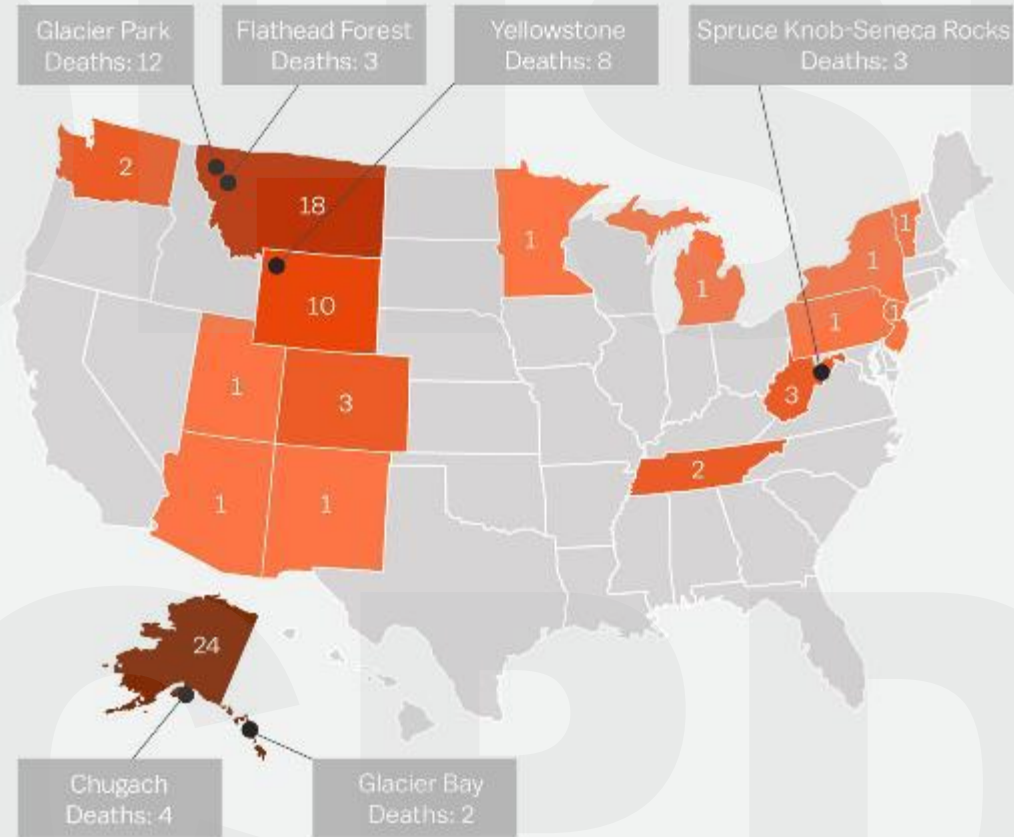 Glacier Park
Deaths: 12
Flathead Forest
Deaths: 3
Yellowstone
Deaths: 8
Spruce Knob-Seneca Rocks
Deaths: 3
2
18
10
1
3
1
1
1
1
1
1
1
1
3
2
24
Chugach
Deaths: 4
Glacier Bay
Deaths: 2